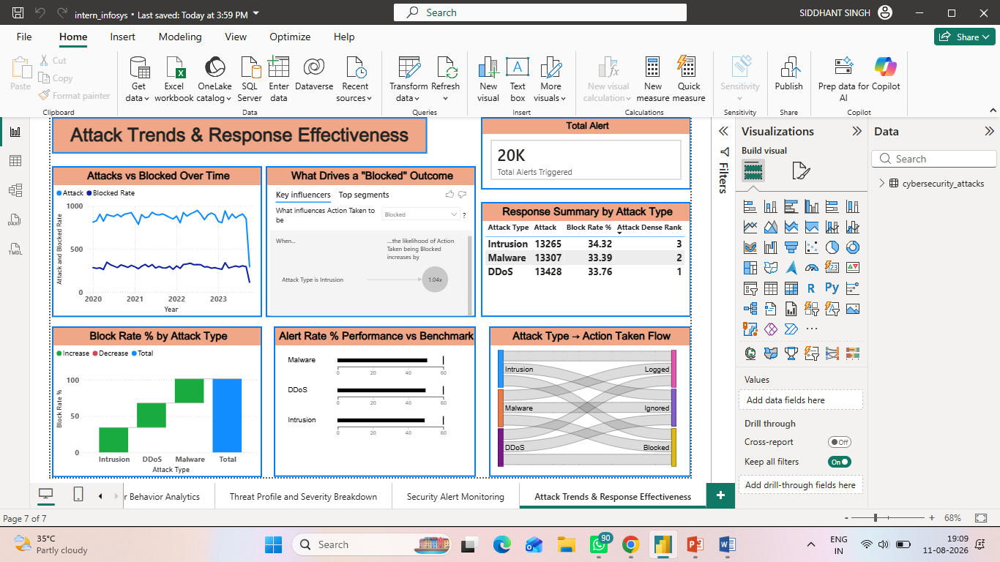 intern_infosys • Last saved: Today at 3:59 PM
Search
SIDDHANT SINGH
File
Home
Insert
Modeling
View
Optimize
Help
Share
Paste
Cut
Copy
Format painter
Clipboard
Get data
Excel workbook
OneLake catalog
SQL Server
Enter data
Dataverse
Recent sources
Data
Transform data
Refresh
Queries
New visual
Text box
More visuals
Insert
New visual calculation
New measure
Quick measure
Calculations
Sensitivity
Sensitivity
Publish
Share
Prep data for AI
Copilot
Copilot
DAX
TMDL
Attack Trends & Response Effectiveness
Total Alert
20K
Total Alerts Triggered
Attacks vs Blocked Over Time
Attack
Blocked Rate
Attack and Blocked Rate
1000
500
0
2020
2021
2022
2023
Year
What Drives a "Blocked" Outcome
Key influencers
Top segments
What influences Action Taken to be
Blocked
?
When...
....the likelihood of Action Taken being Blocked increases by
Attack Type is Intrusion
1.04x
Response Summary by Attack Type
Attack Type Attack Block Rate % Attack Dense Rank
Intrusion 13265 34.32 3
Malware 13307 33.39 2
DDoS 13428 33.76 1
Block Rate % by Attack Type
Increase
Decrease
Total
Block Rate %
100
50
0
Intrusion
DDoS
Malware
Total
Attack Type
Alert Rate % Performance vs Benchmark
Malware
0 20 40 60
DDoS
0 20 40 60
Intrusion
0 20 40 60
Attack Type → Action Taken Flow
Intrusion
Malware
DDoS
Logged
Ignored
Blocked
Filters
Visualizations
Build visual
123
R
Py
Values
Add data fields here
Drill through
Cross-report
Off
Keep all filters
On
Add drill-through fields here
Data
Search
cybersecurity_attacks
r Behavior Analytics
Threat Profile and Severity Breakdown
Security Alert Monitoring
Attack Trends & Response Effectiveness
Page 7 of 7
68%
35°C
Partly cloudy
Search
90
ENG
IN
19:09
11-08-2026